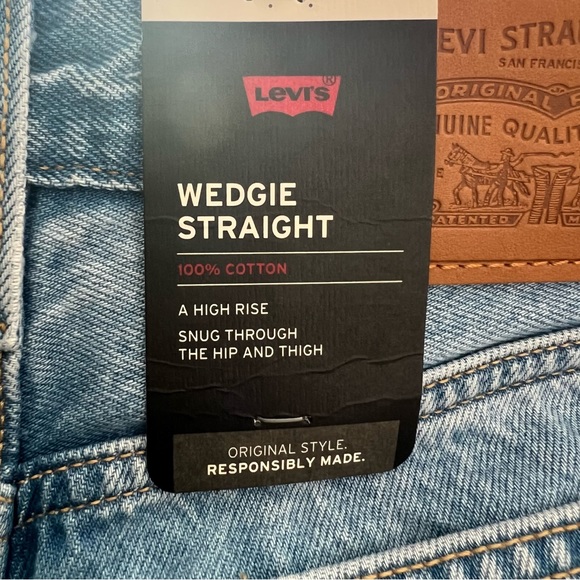 Levi's®
WEDGIE
STRAIGHT
100% COTTON
A HIGH RISE
SNUG THROUGH
THE HIP AND THIGH
ORIGINAL STYLE.
RESPONSIBLY MADE.
EVI STRA
SAN FRANCIS
ORIGINAL
UINE QUALIT
PATENTED